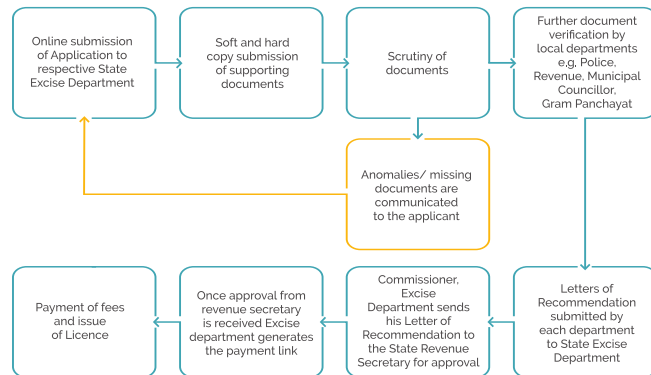 Online submission
of Application to
respective State
Excise Department
Soft and hard
copy submission
of supporting
documents
Scrutiny of
documents
Further document
verification by
local departments
e,g, Police,
Revenue, Municipal
Councillor,
Gram Panchayat
Anomalies/ missing
documents are
communicated
to the applicant
Payment of fees
and issue
of Licence
Once approval from
revenue secretary
is received Excise
department generates
the payment link
Commissioner,
Excise
Department sends
his Letter of
Recommendation to
the State Revenue
Secretary for approval
Letters of
Recommendation
submitted by
each department
to State Excise
Department